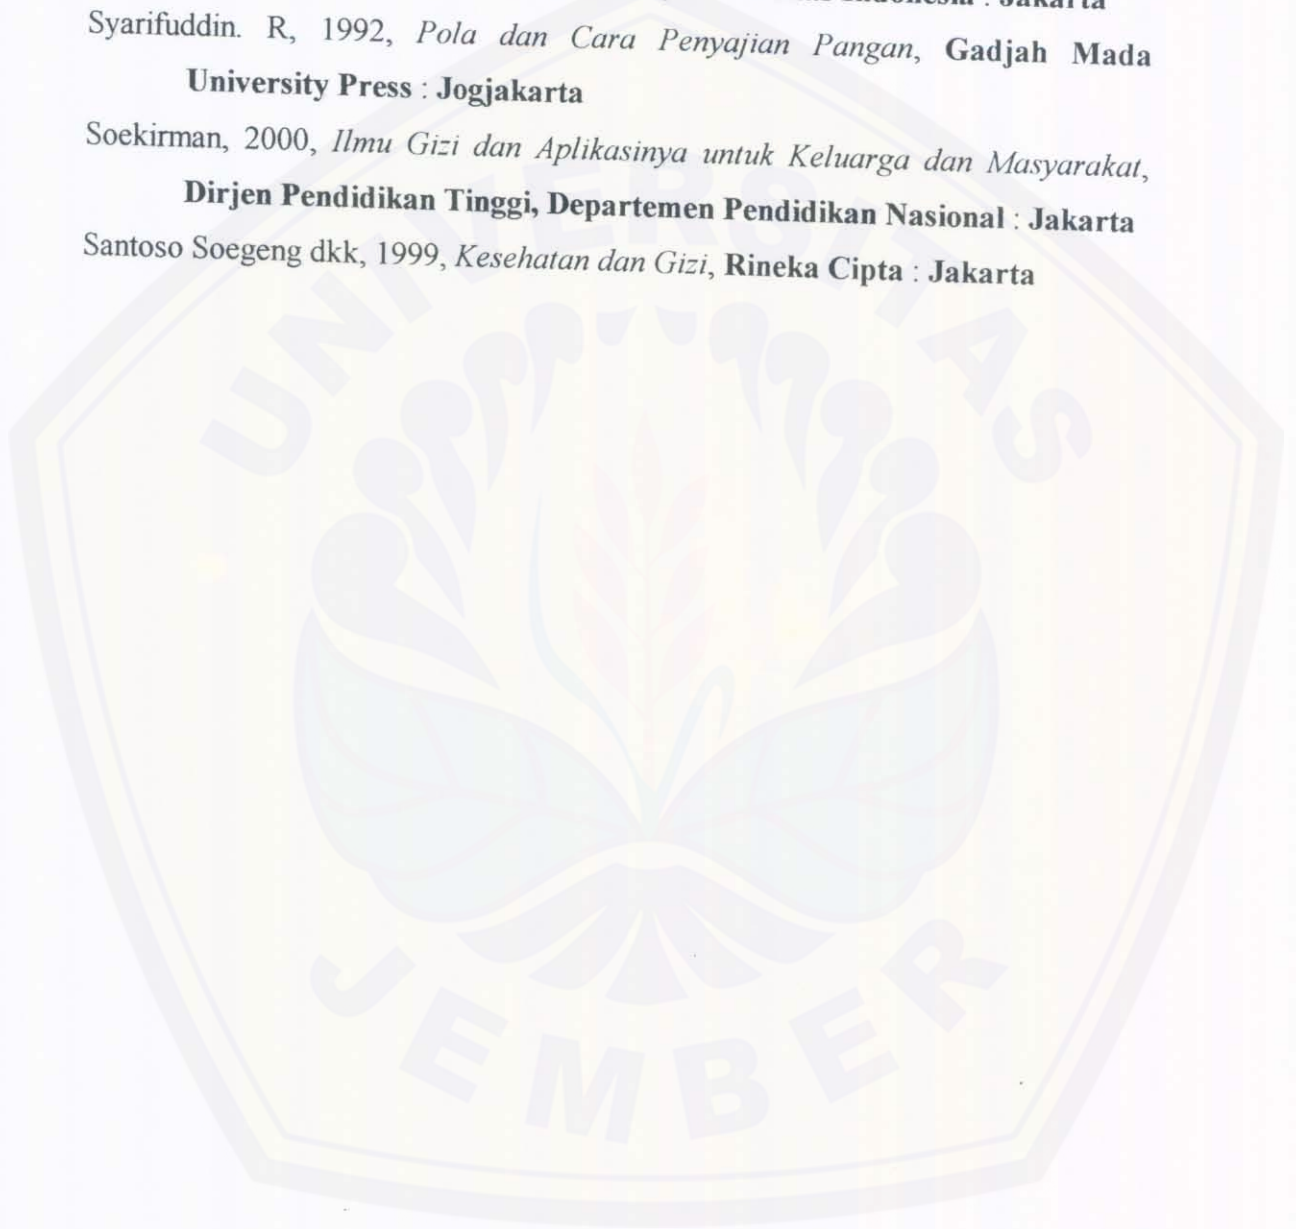 : Jakarta
Syarifuddin. R, 1992, Pola dan Cara Penyajian Pangan, Gadjah Mada
University Press : Jogjakarta
Soekirman, 2000, Ilmu Gizi dan Aplikasinya untuk Keluarga dan Masyarakat,
Dirjen Pendidikan Tinggi, Departemen Pendidikan Nasional : Jakarta
Santoso Soegeng dkk, 1999, Kesehatan dan Gizi, Rineka Cipta : Jakarta
UNIVERSITAS
JEMBER